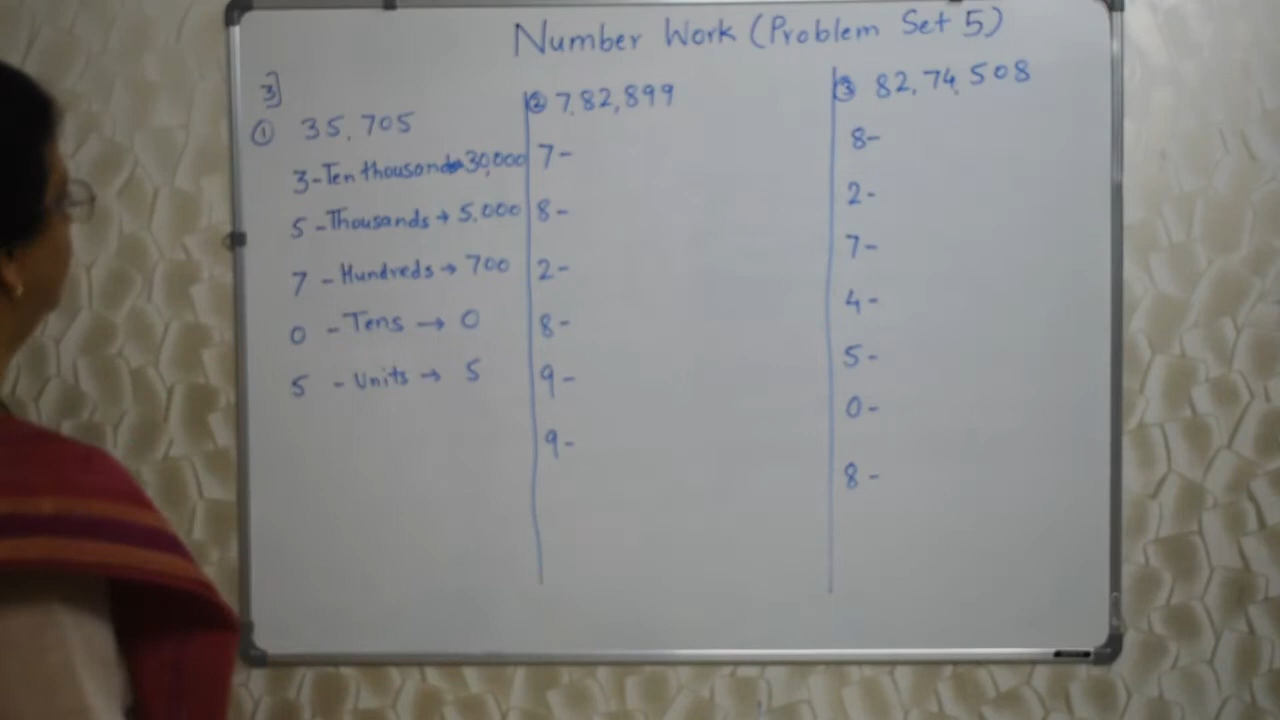 Number Work (Problem Set 5)
3]
① 35,705
3-Ten thousands→30,000
5-Thousands→5,000
7-Hundreds→700
0-Tens→0
5-Units→5
② 7,82,899
7-
8-
2-
8-
9-
9-
③ 82,74,508
8-
2-
7-
4-
5-
0-
8-